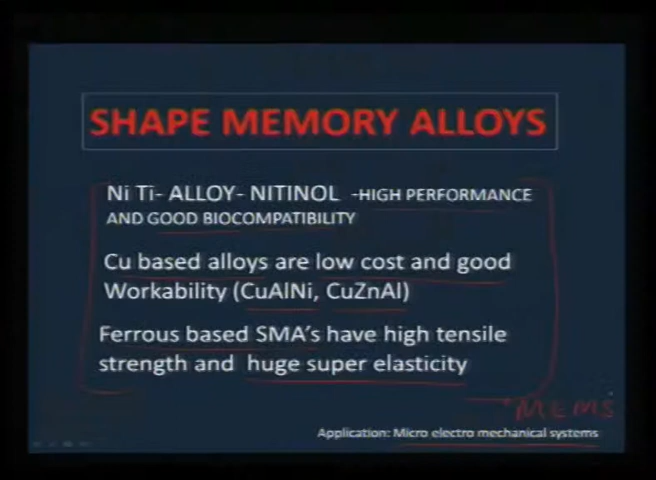 SHAPE MEMORY ALLOYS
Ni Ti- ALLOY- NITINOL -HIGH PERFORMANCE
AND GOOD BIOCOMPATIBILITY
Cu based alloys are low cost and good
Workability (CuAlNi, CuZnAl)
Ferrous based SMA's have high tensile
strength and huge super elasticity
MEMS
Application: Micro electro mechanical systems